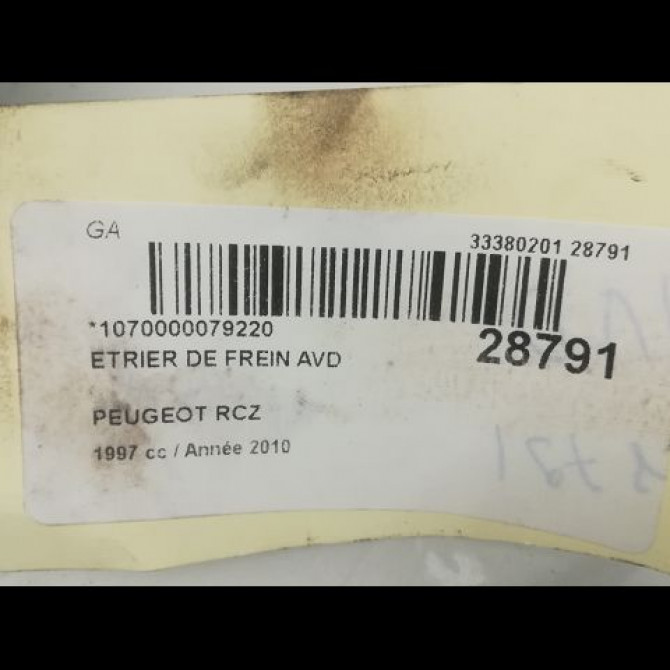 GA
33380201 28791
*1070000079220
28791
ETRIER DE FREIN AVD
PEUGEOT RCZ
1997 cc / Année 2010